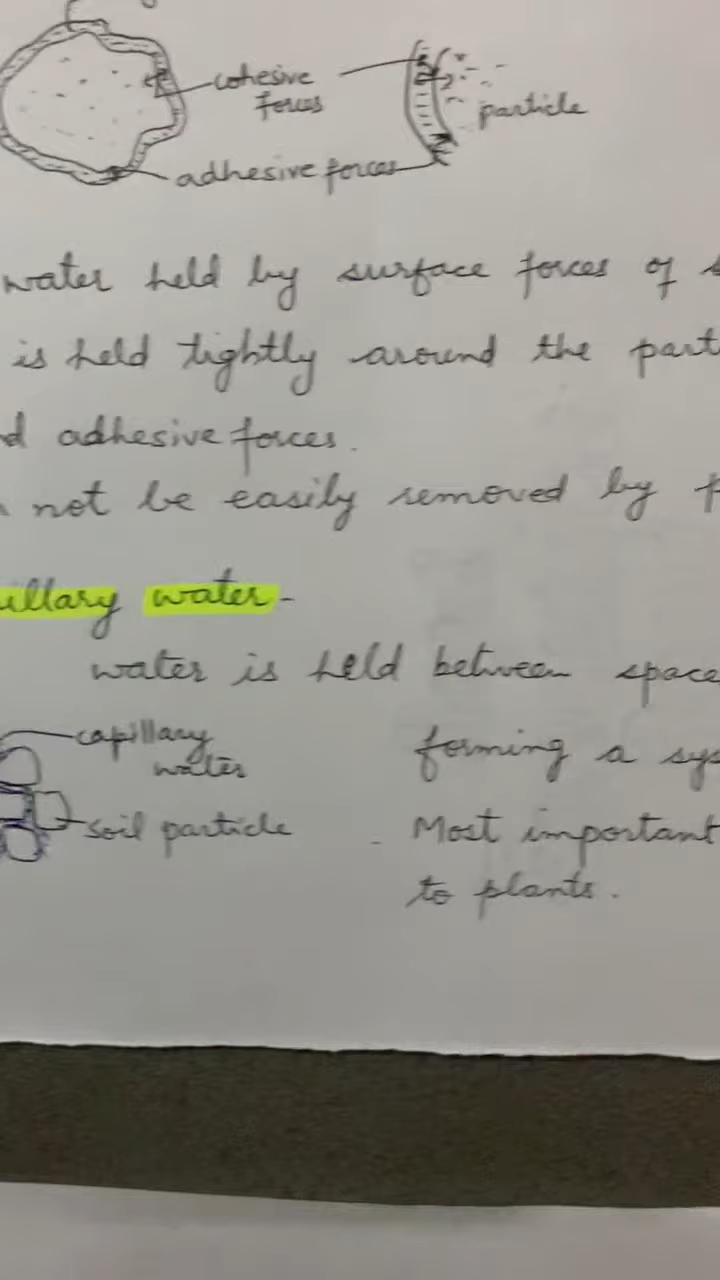 cohesive
forces
particle
adhesive forces
water held by surface forces of
is held tightly around the part
d adhesive forces.
not be easily removed by
illary water-
water is held between space
capillary
water
forming a sys
soil particle
- Most important
to plants.